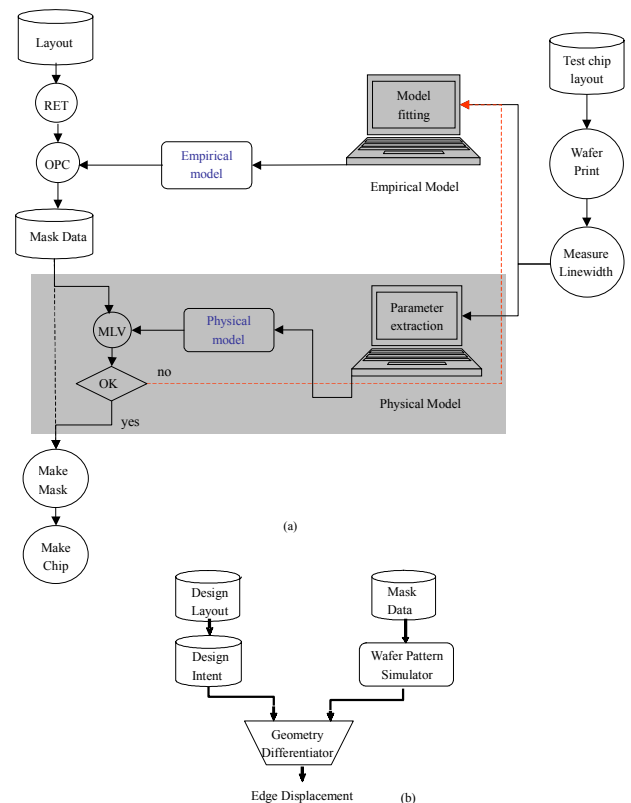 Layout
RET
OPC
Mask Data
Empirical
model
Model
fitting
Empirical Model
Test chip
layout
Wafer
Print
Measure
Linewidth
MLV
Physical
model
Parameter
extraction
Physical Model
OK
no
yes
Make
Mask
Make
Chip
(a)
Design
Layout
Design
Intent
Mask
Data
Wafer Pattern
Simulator
Geometry
Differentiator
Edge Displacement
(b)